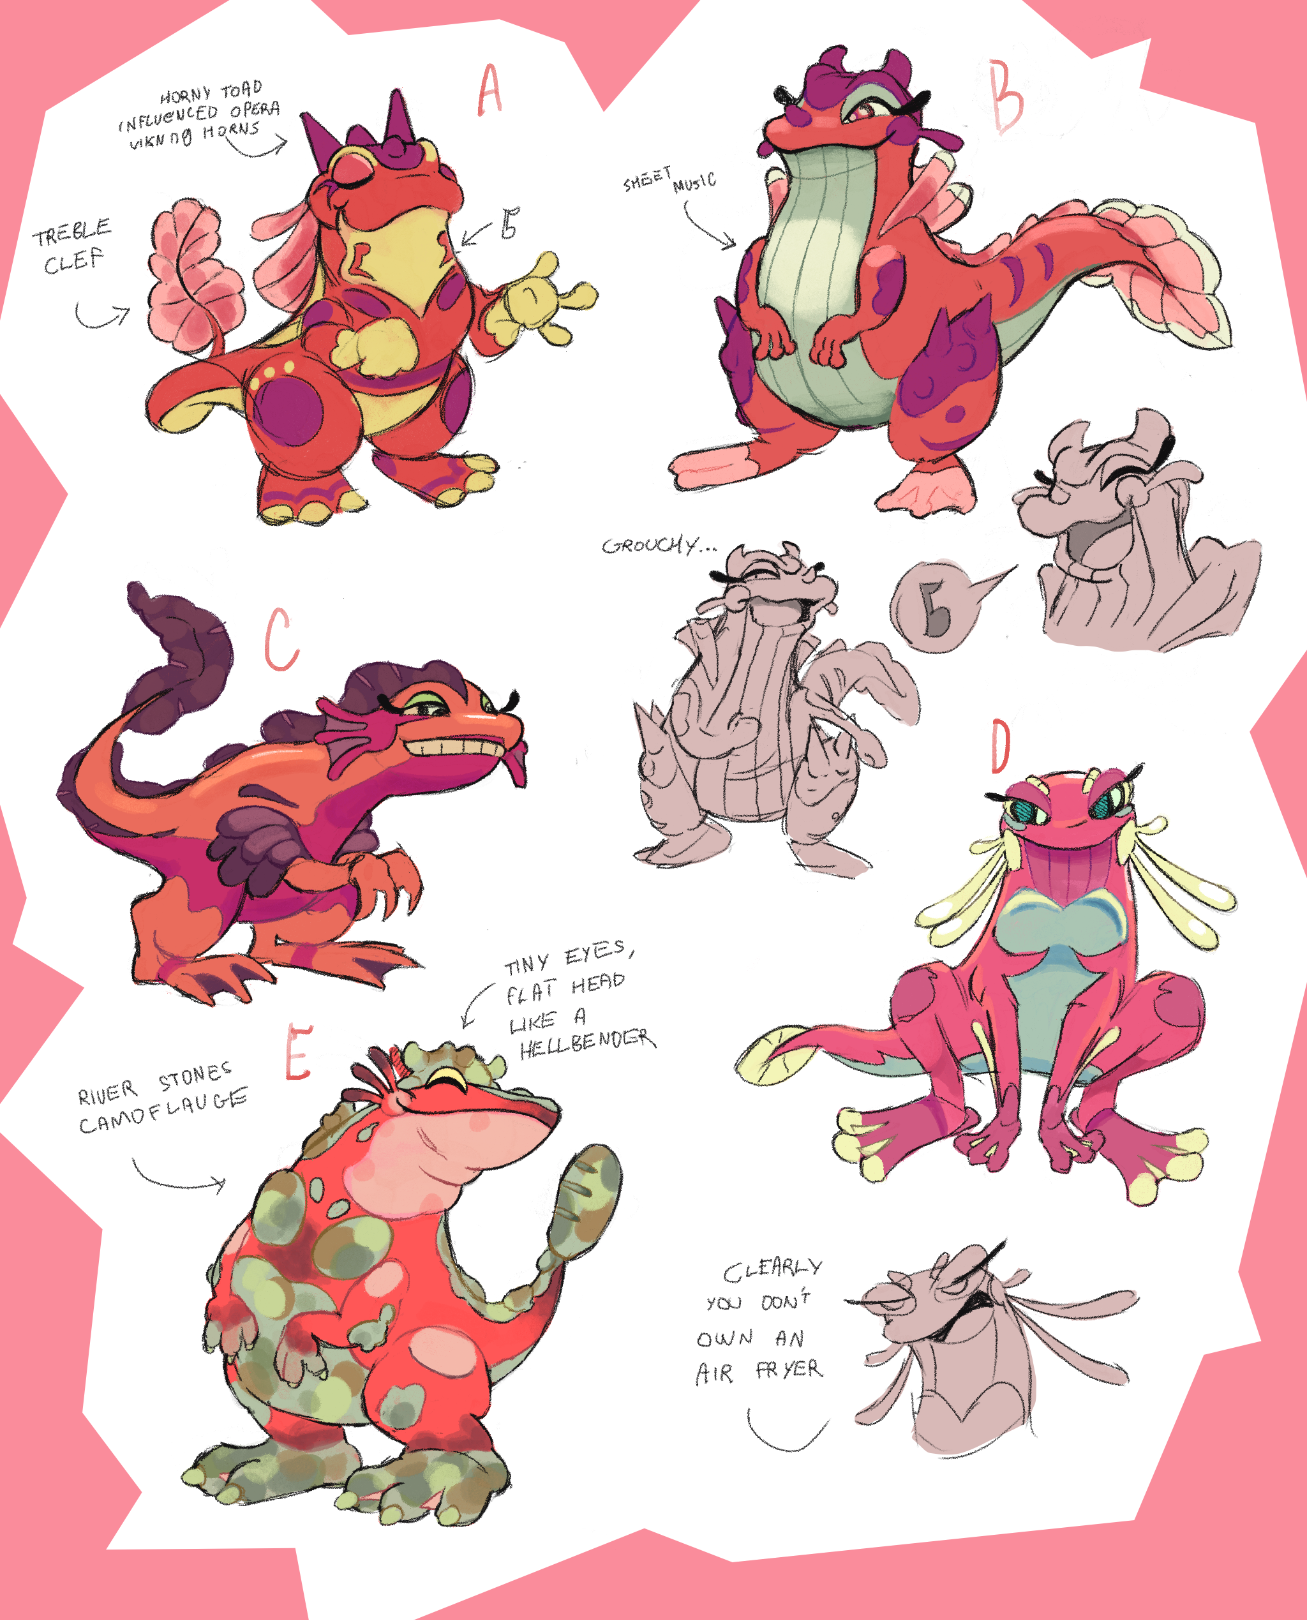 HORNY TOAD
INFLUENCED OPERA
VIKNNG HORNS
A
TREBLE
CLEF
B
SHEET MUSIC
GROUCHY...
C
D
TINY EYES,
FLAT HEAD
LIKE A
HELLBENDER
E
RIVER STONES
CAMOFLAUGE
CLEARLY
YOU DON'T
OWN AN
AIR FRYER